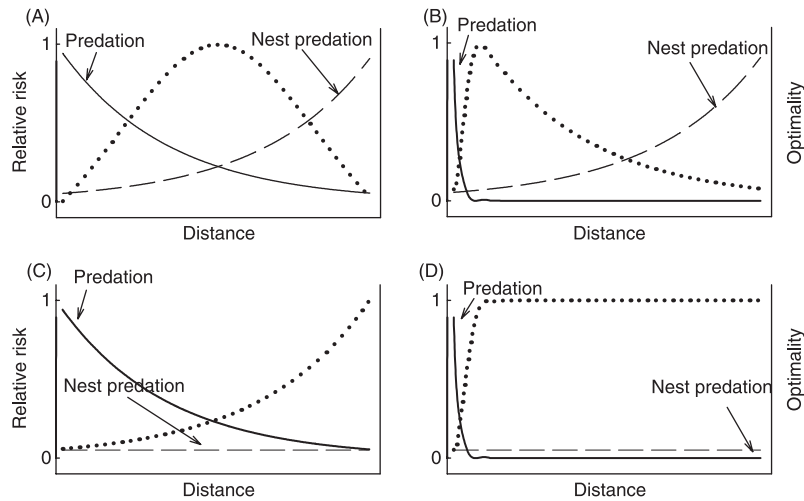 (A)
Predation
Nest predation
1
0
Relative risk
Distance
(B)
Predation
Nest predation
1
0
Optimality
Distance
(C)
Predation
Nest predation
1
0
Relative risk
Distance
(D)
Predation
Nest predation
1
0
Optimality
Distance